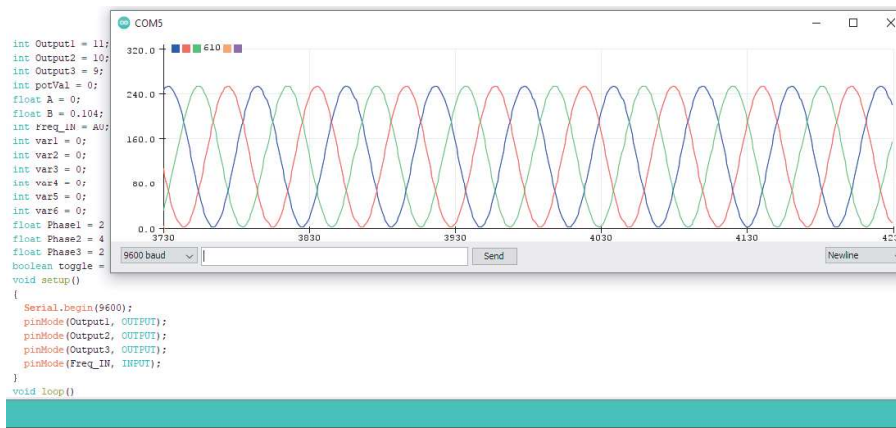 COM5
int Output1 = 11;
int Output2 = 10;
int Output3 = 9;
int potVal = 0;
float A = 0;
float B = 0.104;
int Freq_IN = A0;
int var1 = 0;
int var2 = 0;
int var3 = 0;
int var4 = 0;
int var5 = 0;
int var6 = 0;
float Phase1 = 2
float Phase2 = 4
float Phase3 = 2
boolean toggle =
void setup()
{
Serial.begin(9600);
pinMode(Output1, OUTPUT);
pinMode(Output2, OUTPUT);
pinMode(Output3, OUTPUT);
pinMode(Freq_IN, INPUT);
}
void loop()
320.0
240.0
160.0
80.0
0.0
610
3730 3830 3930 4030 4130 423
9600 baud Send Newline